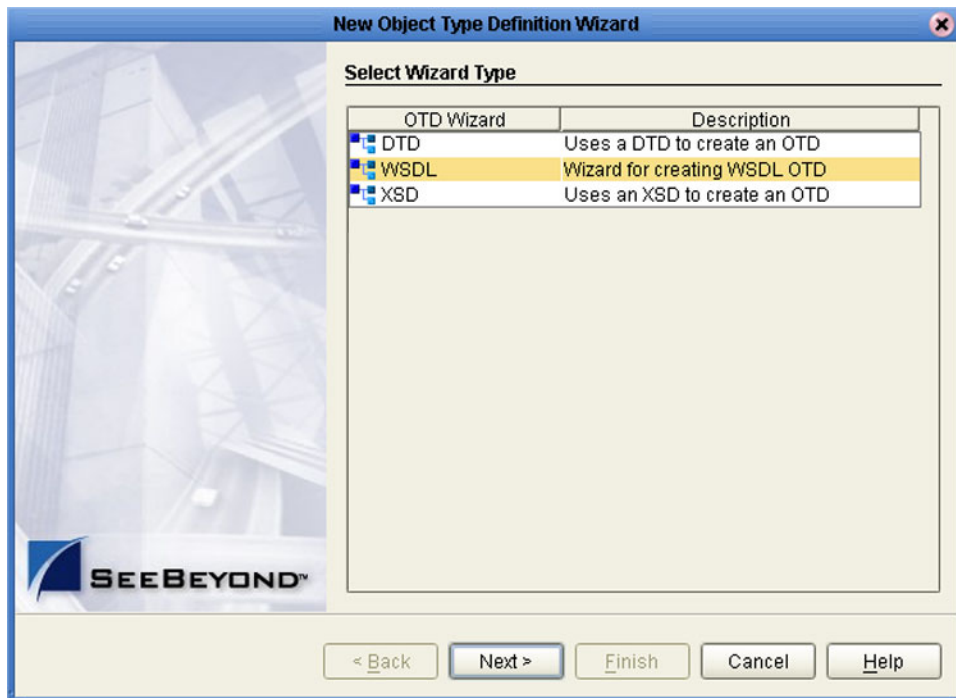 New Object Type Definition Wizard
Select Wizard Type
OTD Wizard Description
DTD Uses a DTD to create an OTD
WSDL Wizard for creating WSDL OTD
XSD Uses an XSD to create an OTD
SEEBEYOND™
< Back Next > Finish Cancel Help